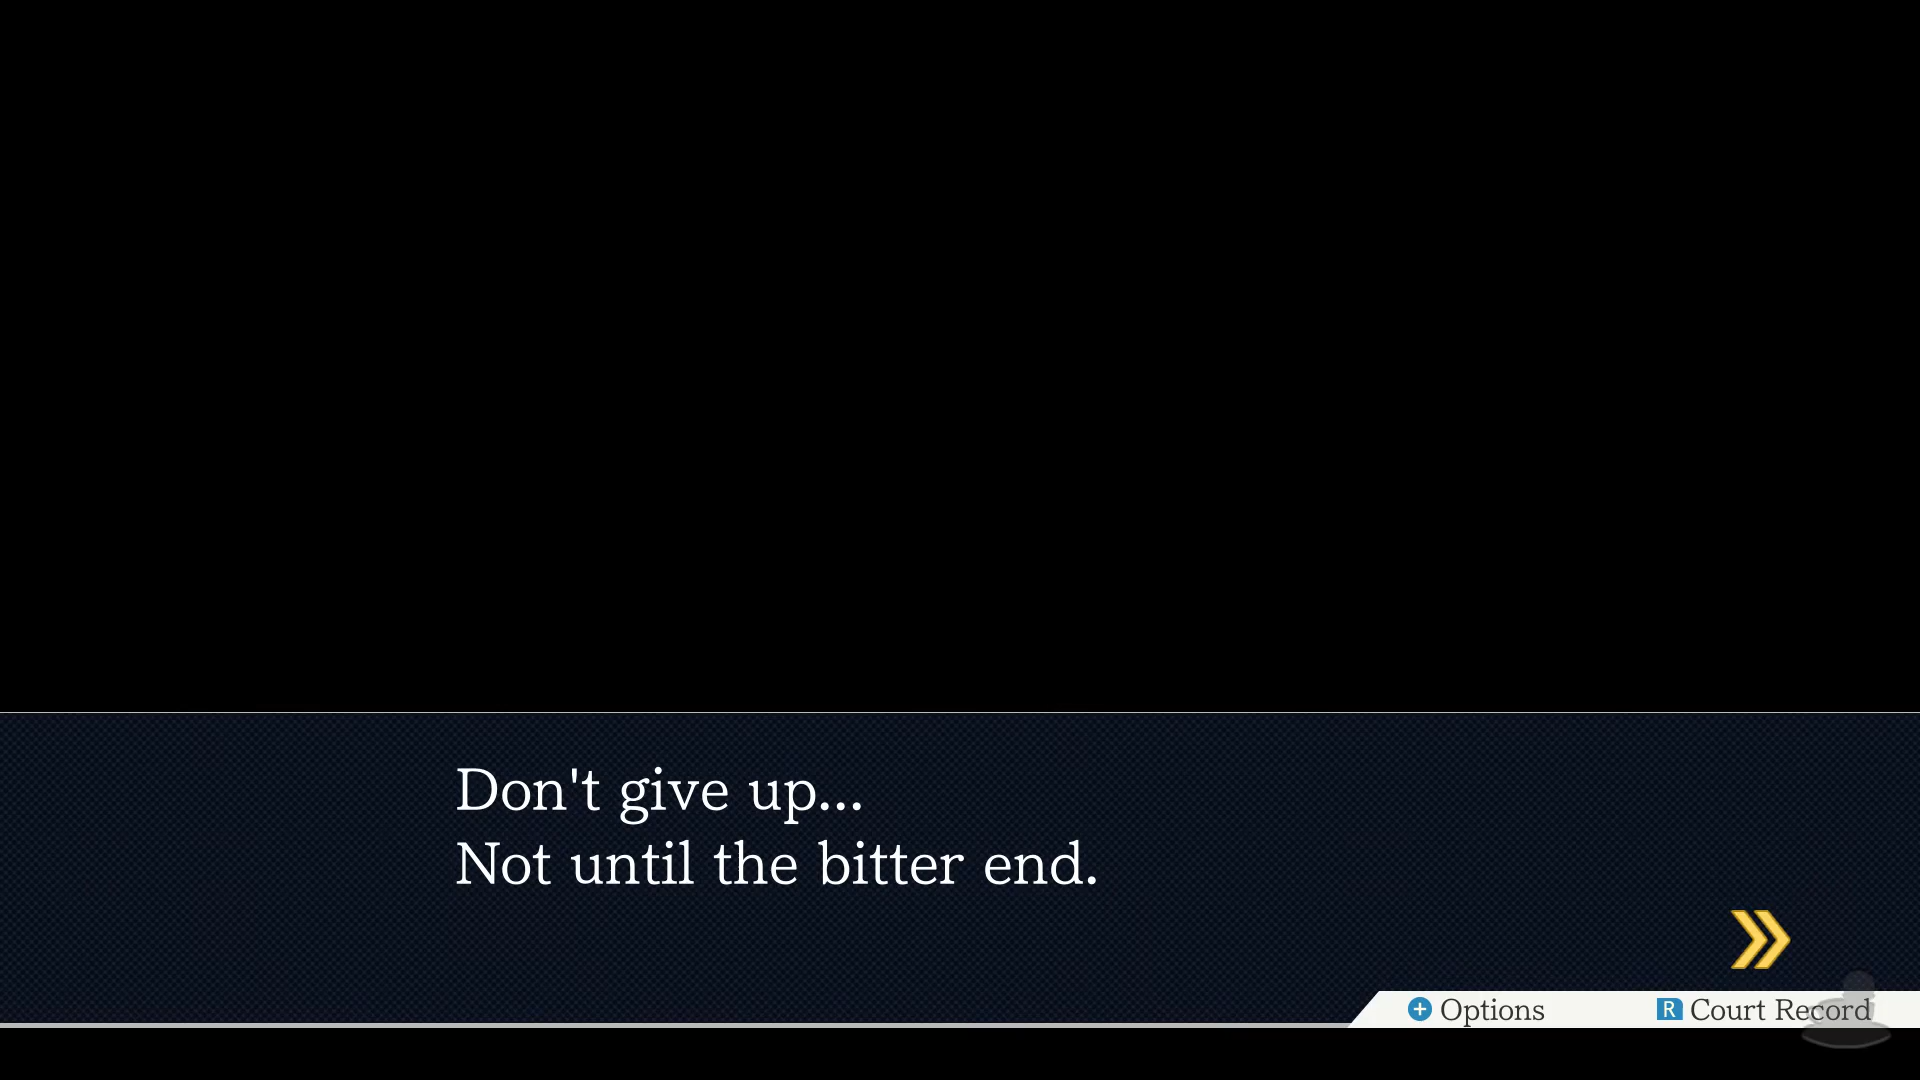 Don't give up...
Not until the bitter end.
+ Options
R Court Record